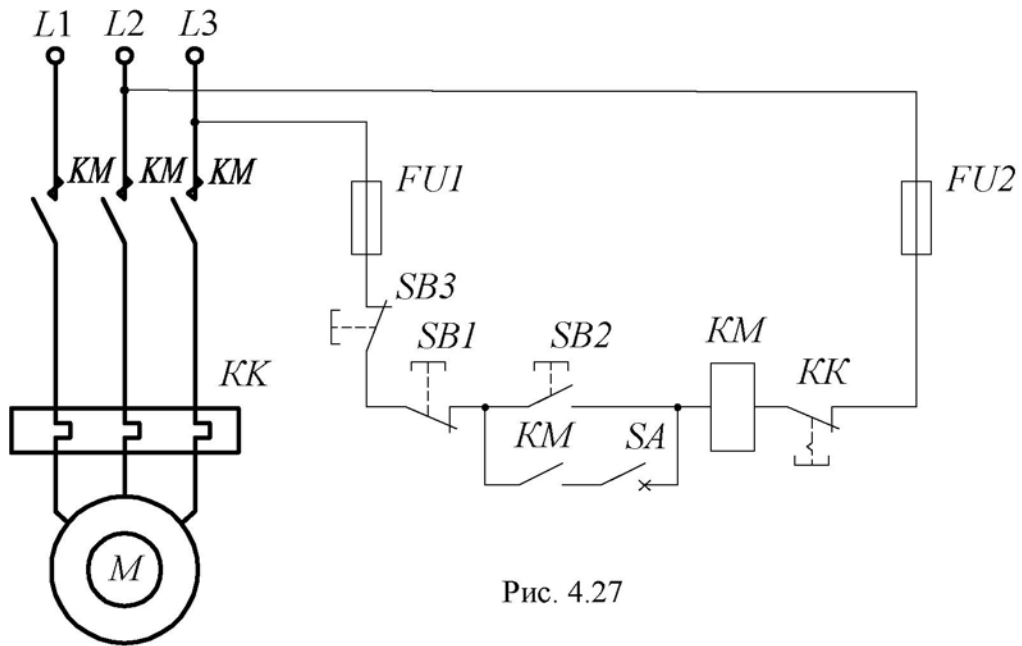 L1 L2 L3
KM KM KM
FU1 FU2
SB3
SB1 SB2 KM KK
KK
KM SA
M
Рис. 4.27